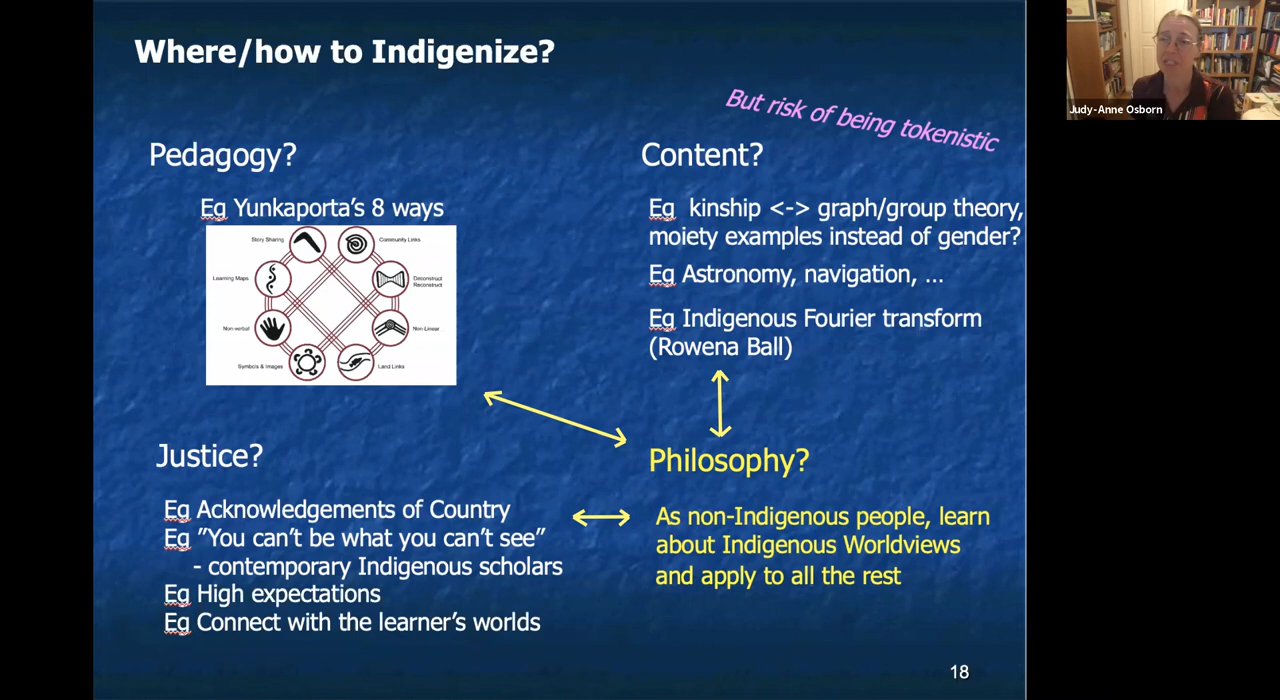 Where/how to Indigenize?
But risk of being tokenistic
Pedagogy?
Eg Yunkaporta's 8 ways
Story Sharing
Community Links
Learning Maps
Deconstruct
Reconstruct
Non-verbal
Non-Linear
Symbols & Images
Land Links
Content?
Eg kinship <-> graph/group theory,
moiety examples instead of gender?
Eg Astronomy, navigation, ...
Eg Indigenous Fourier transform
(Rowena Ball)
Justice?
Eg Acknowledgements of Country
Eg ”You can't be what you can't see”
- contemporary Indigenous scholars
Eg High expectations
Eg Connect with the learner's worlds
Philosophy?
As non-Indigenous people, learn
about Indigenous Worldviews
and apply to all the rest
18
Judy-Anne Osborn